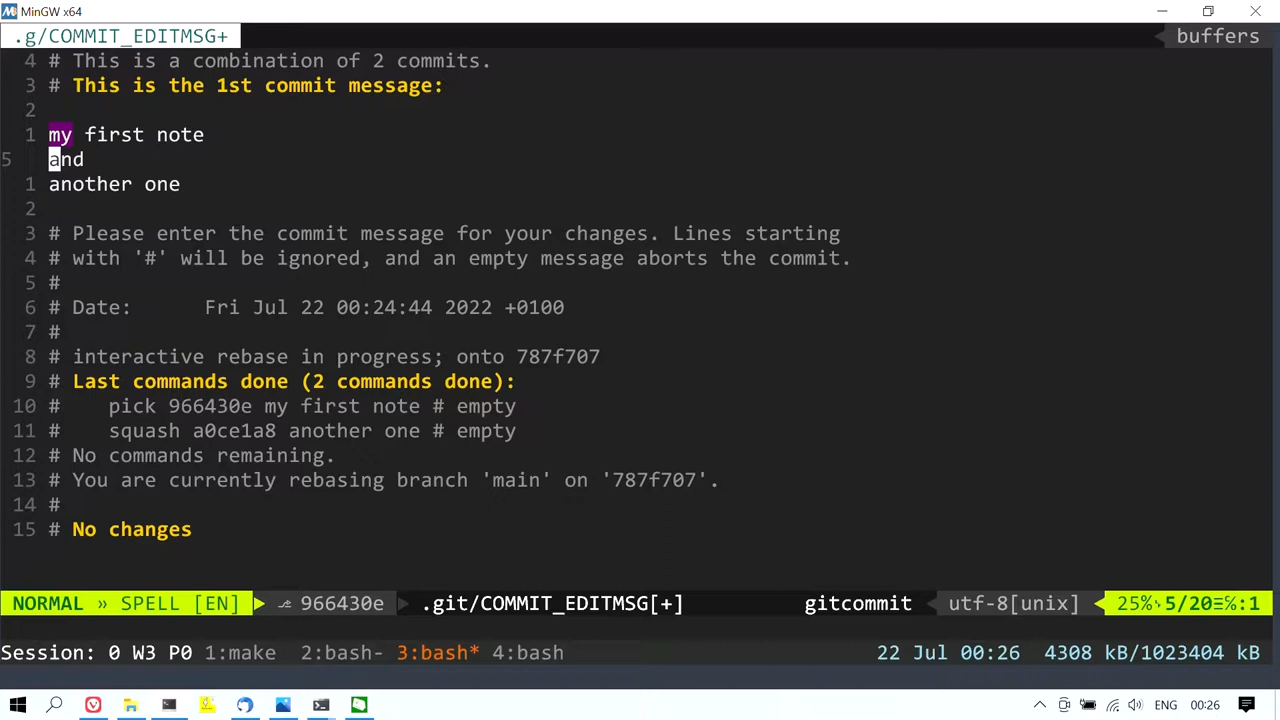 MinGW x64
.g/COMMIT_EDITMSG+ buffers
4 # This is a combination of 2 commits.
3 # This is the 1st commit message:
2
1 my first note
5 and
1 another one
2
3 # Please enter the commit message for your changes. Lines starting
4 # with '#' will be ignored, and an empty message aborts the commit.
5 #
6 # Date:      Fri Jul 22 00:24:44 2022 +0100
7 #
8 # interactive rebase in progress; onto 787f707
9 # Last commands done (2 commands done):
10 #    pick 966430e my first note # empty
11 #    squash a0ce1a8 another one # empty
12 # No commands remaining.
13 # You are currently rebasing branch 'main' on '787f707'.
14 #
15 # No changes
NORMAL » SPELL [EN] 966430e .git/COMMIT_EDITMSG[+] gitcommit utf-8[unix] 25% 5/20 :1
Session: 0 W3 P0 1:make 2:bash- 3:bash* 4:bash 22 Jul 00:26 4308 kB/1023404 kB
ENG 00:26